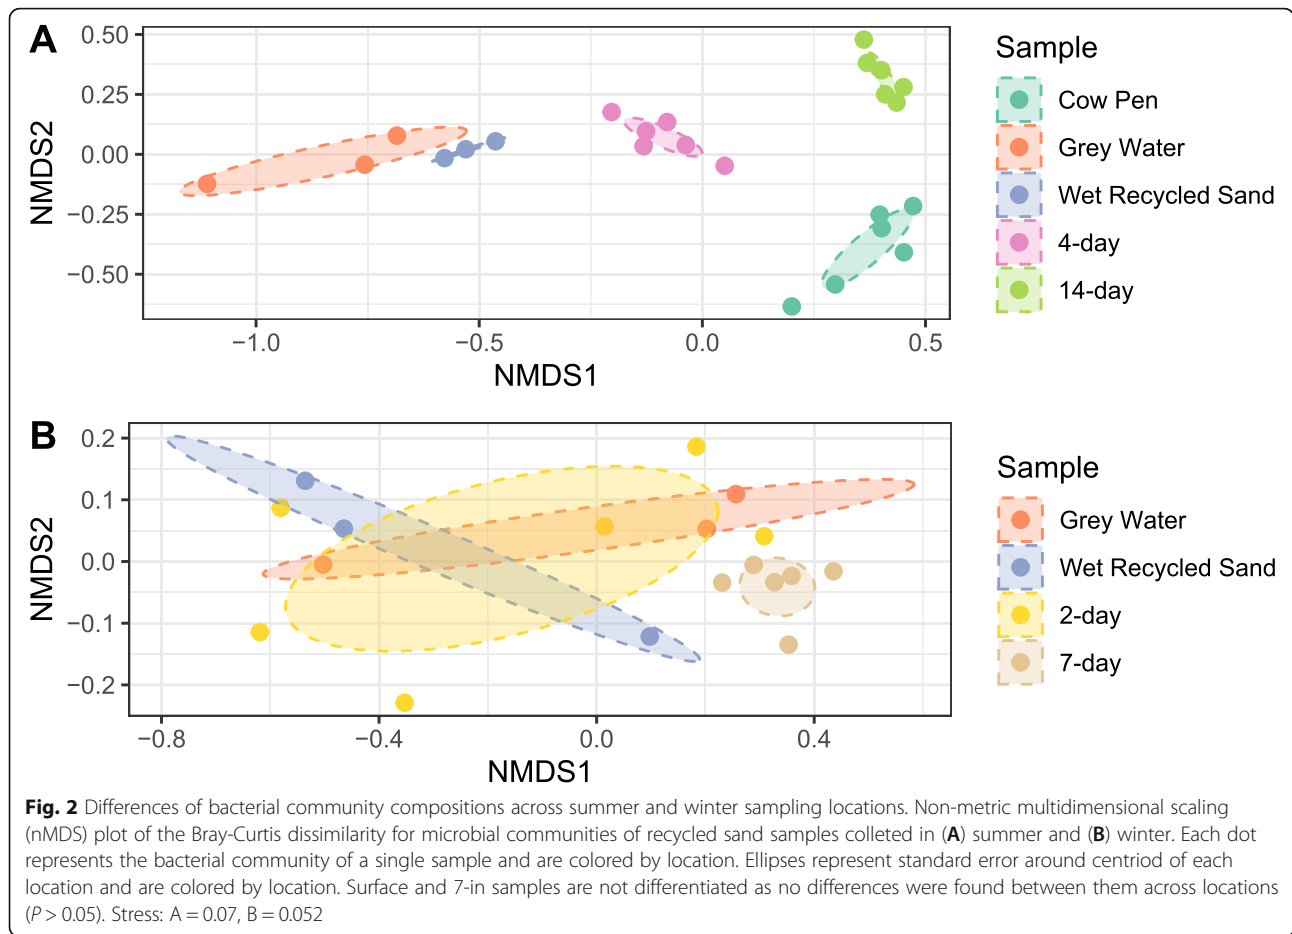 A
0.50
0.25
0.00
−0.25
−0.50
NMDS2
−1.0
−0.5
0.0
0.5
NMDS1
Sample
Cow Pen
Grey Water
Wet Recycled Sand
4-day
14-day
B
0.2
0.1
0.0
−0.1
−0.2
NMDS2
−0.8
−0.4
0.0
0.4
NMDS1
Sample
Grey Water
Wet Recycled Sand
2-day
7-day
Fig. 2 Differences of bacterial community compositions across summer and winter sampling locations. Non-metric multidimensional scaling
(nMDS) plot of the Bray-Curtis dissimilarity for microbial communities of recycled sand samples colleted in (A) summer and (B) winter. Each dot
represents the bacterial community of a single sample and are colored by location. Ellipses represent standard error around centriod of each
location and are colored by location. Surface and 7-in samples are not differentiated as no differences were found between them across locations
(P > 0.05). Stress: A = 0.07, B = 0.052